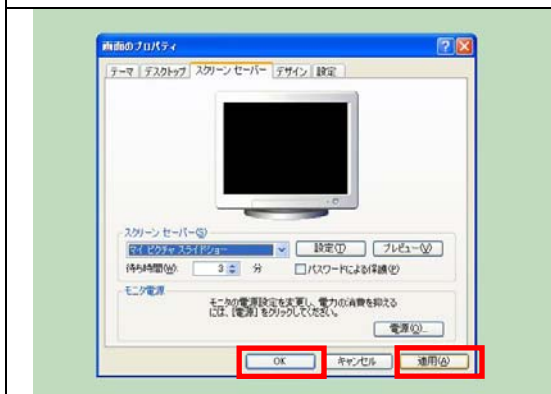 画面のプロパティ
テーマ デスクトップ スクリーン セーバー デザイン 設定
スクリーン セーバー(S)
マイ ピクチャ スライドショー 設定(T) プレビュー(V)
待ち時間(W): 3 分 パスワードによる保護(P)
モニタ電源
モニタの電源設定を変更し、電力の消費を抑える
には、[電源] をクリックしてください。
電源(O)...
OK キャンセル 適用(A)